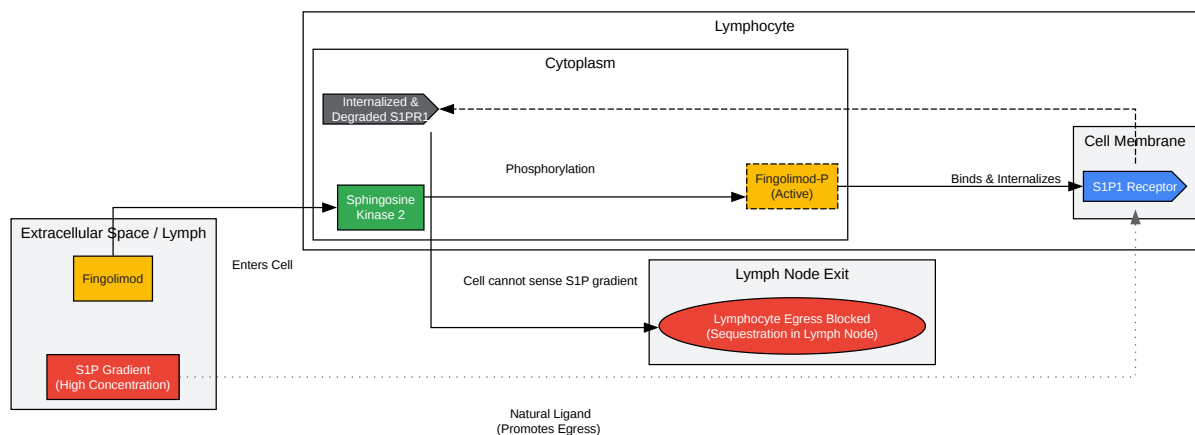 Lymphocyte
Cytoplasm
Internalized &
Degraded S1PR1
Cell Membrane
Phosphorylation
Fingolimod-P
(Active)
Binds & Internalizes
S1P1 Receptor
Sphingosine
Kinase 2
Extracellular Space / Lymph
Enters Cell
Fingolimod
Cell cannot sense S1P gradient
Lymph Node Exit
Lymphocyte Egress Blocked
(Sequestration in Lymph Node)
S1P Gradient
(High Concentration)
Natural Ligand
(Promotes Egress)